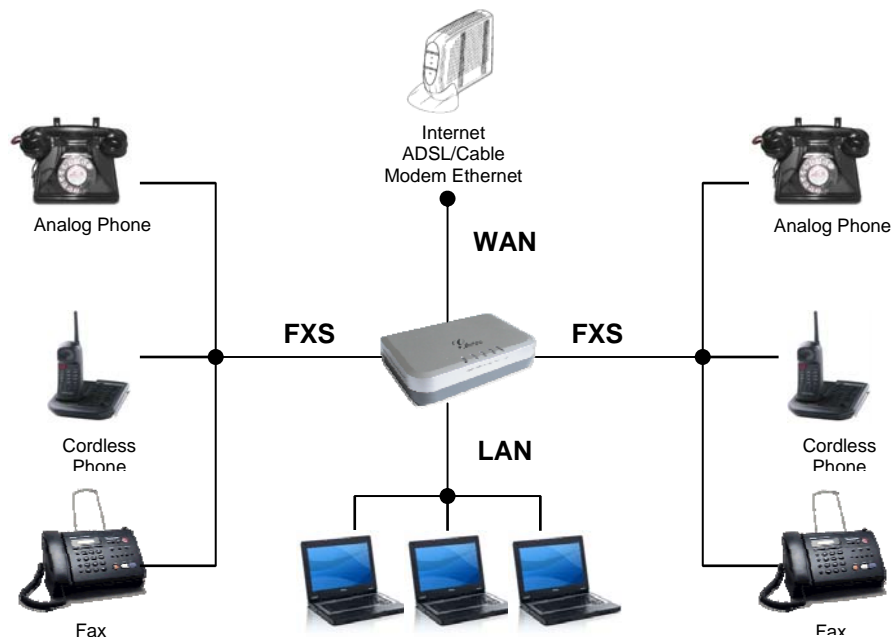 Internet
ADSL/Cable
Modem Ethernet
Analog Phone
Analog Phone
WAN
FXS
FXS
Cordless
Phone
Cordless
Phone
LAN
Fax
Fax